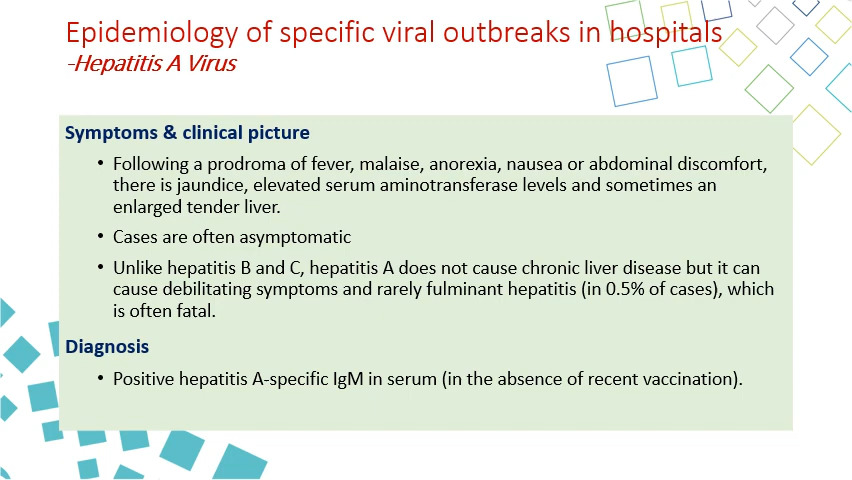 Epidemiology of specific viral outbreaks in hospitals
-Hepatitis A Virus
Symptoms & clinical picture
• Following a prodroma of fever, malaise, anorexia, nausea or abdominal discomfort,
there is jaundice, elevated serum aminotransferase levels and sometimes an
enlarged tender liver.
• Cases are often asymptomatic
• Unlike hepatitis B and C, hepatitis A does not cause chronic liver disease but it can
cause debilitating symptoms and rarely fulminant hepatitis (in 0.5% of cases), which
is often fatal.
Diagnosis
• Positive hepatitis A-specific IgM in serum (in the absence of recent vaccination).